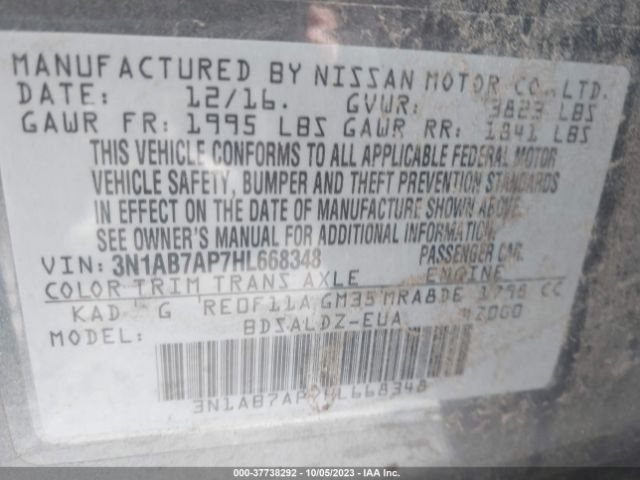 MANUFACTURED BY NISSAN MOTOR CO., LTD.
DATE: 12/16. GVWR: 3823 LBS
GAWR FR: 1995 LBS GAWR RR: 1841 LBS
THIS VEHICLE CONFORMS TO ALL APPLICABLE FEDERAL MOTOR
VEHICLE SAFETY, BUMPER AND THEFT PREVENTION STANDARDS
IN EFFECT ON THE DATE OF MANUFACTURE SHOWN ABOVE.
SEE OWNER'S MANUAL FOR ADDITIONAL INFORMATION.
VIN: 3N1AB7AP7HL668348 PASSENGER CAR
COLOR TRIM TRANS AXLE ENGINE
KAD G RE0F11A GM35 MRA8DE 1798 CC
MODEL: BDSALDZ-EUA
3N1AB7AP7HL668348
000-37738292 - 10/05/2023 - IAA Inc.